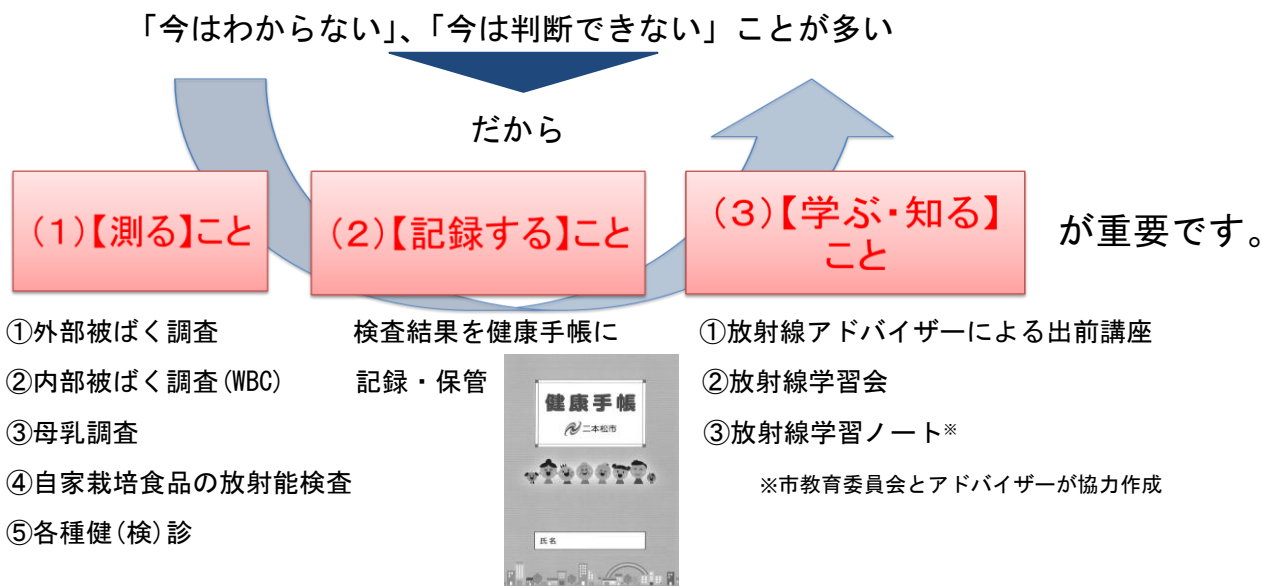 「今はわからない」、「今は判断できない」ことが多い
だから
(1)【測る】こと
(2)【記録する】こと
(3)【学ぶ・知る】
こと
が重要です。
①外部被ばく調査
②内部被ばく調査(WBC)
③母乳調査
④自家栽培食品の放射能検査
⑤各種健(検)診
検査結果を健康手帳に
記録・保管
健康手帳
二本松市
氏名
①放射線アドバイザーによる出前講座
②放射線学習会
③放射線学習ノート※
※市教育委員会とアドバイザーが協力作成